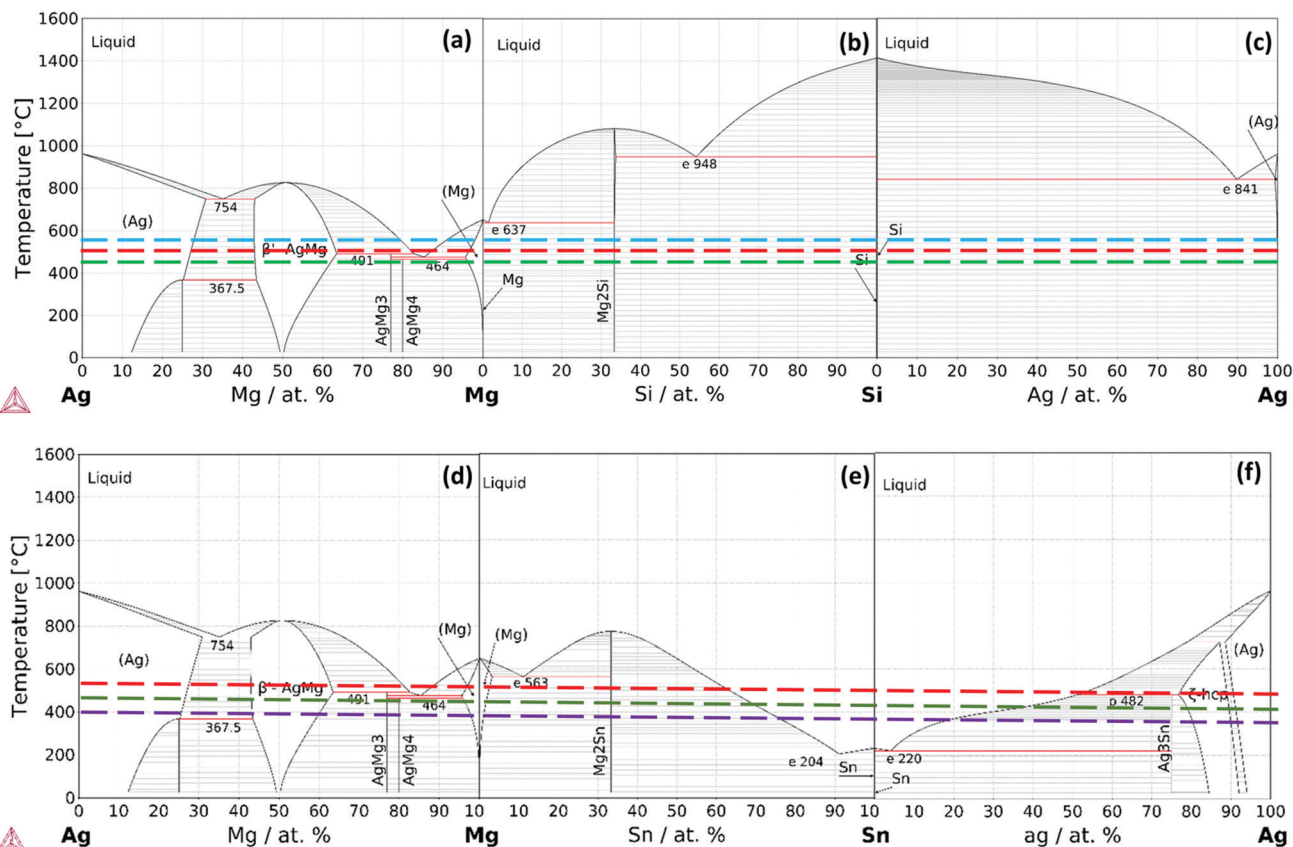 1600
1400
1200
1000
800
600
400
200
0
Temperature [°C]
Liquid
(a)
(Ag)
754
β'- AgMg
367.5
491
464
AgMg3
AgMg4
(Mg)
Mg
0 10 20 30 40 50 60 70 80 90
Ag
Mg / at. %
Mg
Liquid
(b)
e 637
e 948
Mg2Si
Si
0 10 20 30 40 50 60 70 80 90
Si / at. %
Si
Liquid
(c)
(Ag)
e 841
Si
0 10 20 30 40 50 60 70 80 90 100
Ag / at. %
Ag
1600
1400
1200
1000
800
600
400
200
0
Temperature [°C]
Liquid
(d)
(Ag)
754
β'- AgMg
367.5
491
464
AgMg3
AgMg4
(Mg)
0 10 20 30 40 50 60 70 80 90 10
Ag
Mg / at. %
Mg
Liquid
(e)
(Mg)
e 563
Mg2Sn
e 204
Sn
0 10 20 30 40 50 60 70 80 90
Sn / at. %
Sn
Liquid
(f)
(Ag)
ζ-hcp
p 482
Ag3Sn
e 220
Sn
0 10 20 30 40 50 60 70 80 90 100
ag / at. %
Ag